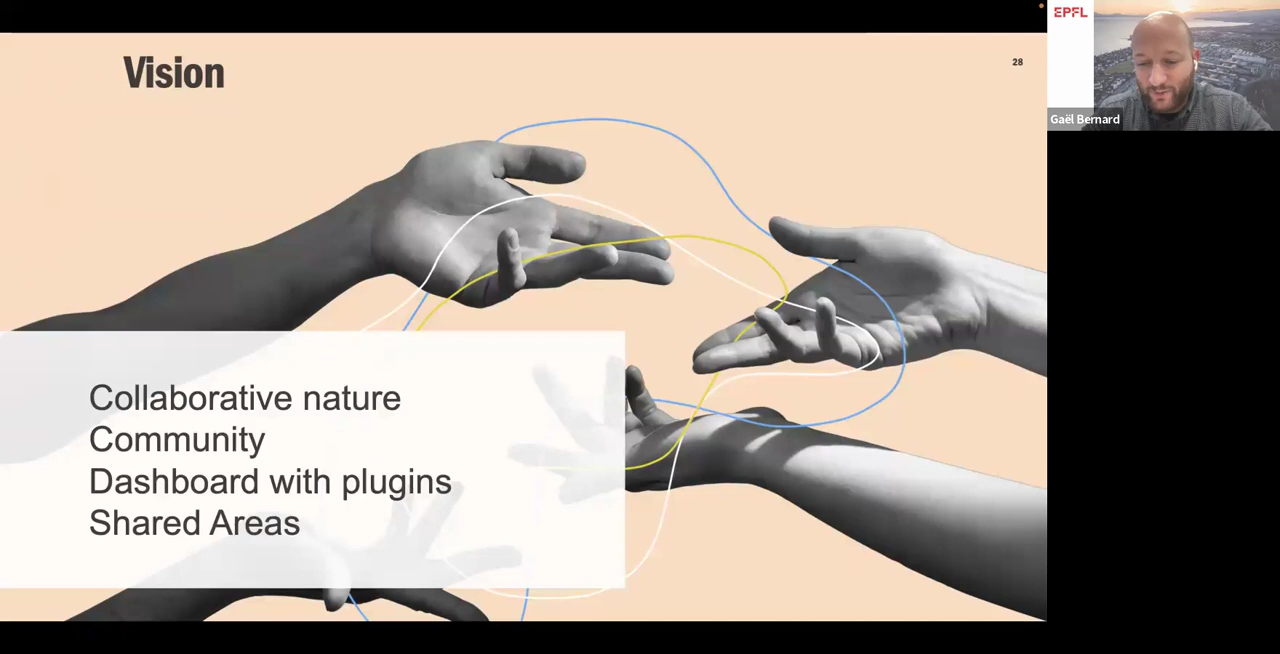 Vision
28
Collaborative nature
Community
Dashboard with plugins
Shared Areas
EPFL
Gaël Bernard